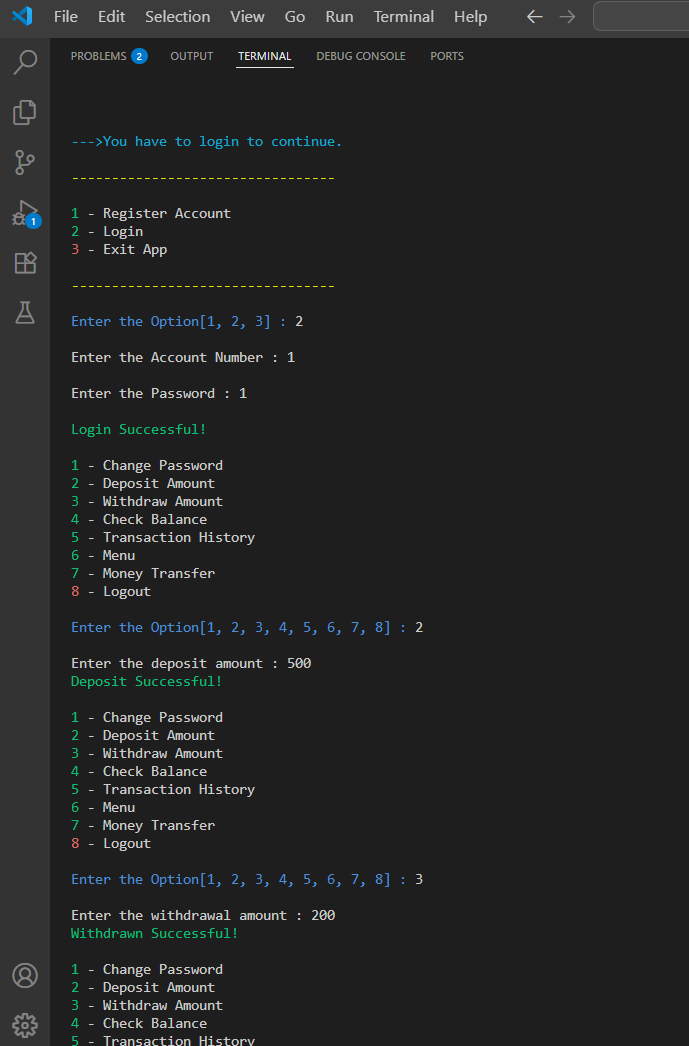 File Edit Selection View Go Run Terminal Help
PROBLEMS 2 OUTPUT TERMINAL DEBUG CONSOLE PORTS
--->You have to login to continue.
---------------------------------
1 - Register Account
2 - Login
3 - Exit App
---------------------------------
Enter the Option[1, 2, 3] : 2
Enter the Account Number : 1
Enter the Password : 1
Login Successful!
1 - Change Password
2 - Deposit Amount
3 - Withdraw Amount
4 - Check Balance
5 - Transaction History
6 - Menu
7 - Money Transfer
8 - Logout
Enter the Option[1, 2, 3, 4, 5, 6, 7, 8] : 2
Enter the deposit amount : 500
Deposit Successful!
1 - Change Password
2 - Deposit Amount
3 - Withdraw Amount
4 - Check Balance
5 - Transaction History
6 - Menu
7 - Money Transfer
8 - Logout
Enter the Option[1, 2, 3, 4, 5, 6, 7, 8] : 3
Enter the withdrawal amount : 200
Withdrawn Successful!
1 - Change Password
2 - Deposit Amount
3 - Withdraw Amount
4 - Check Balance
5 - Transaction History
1